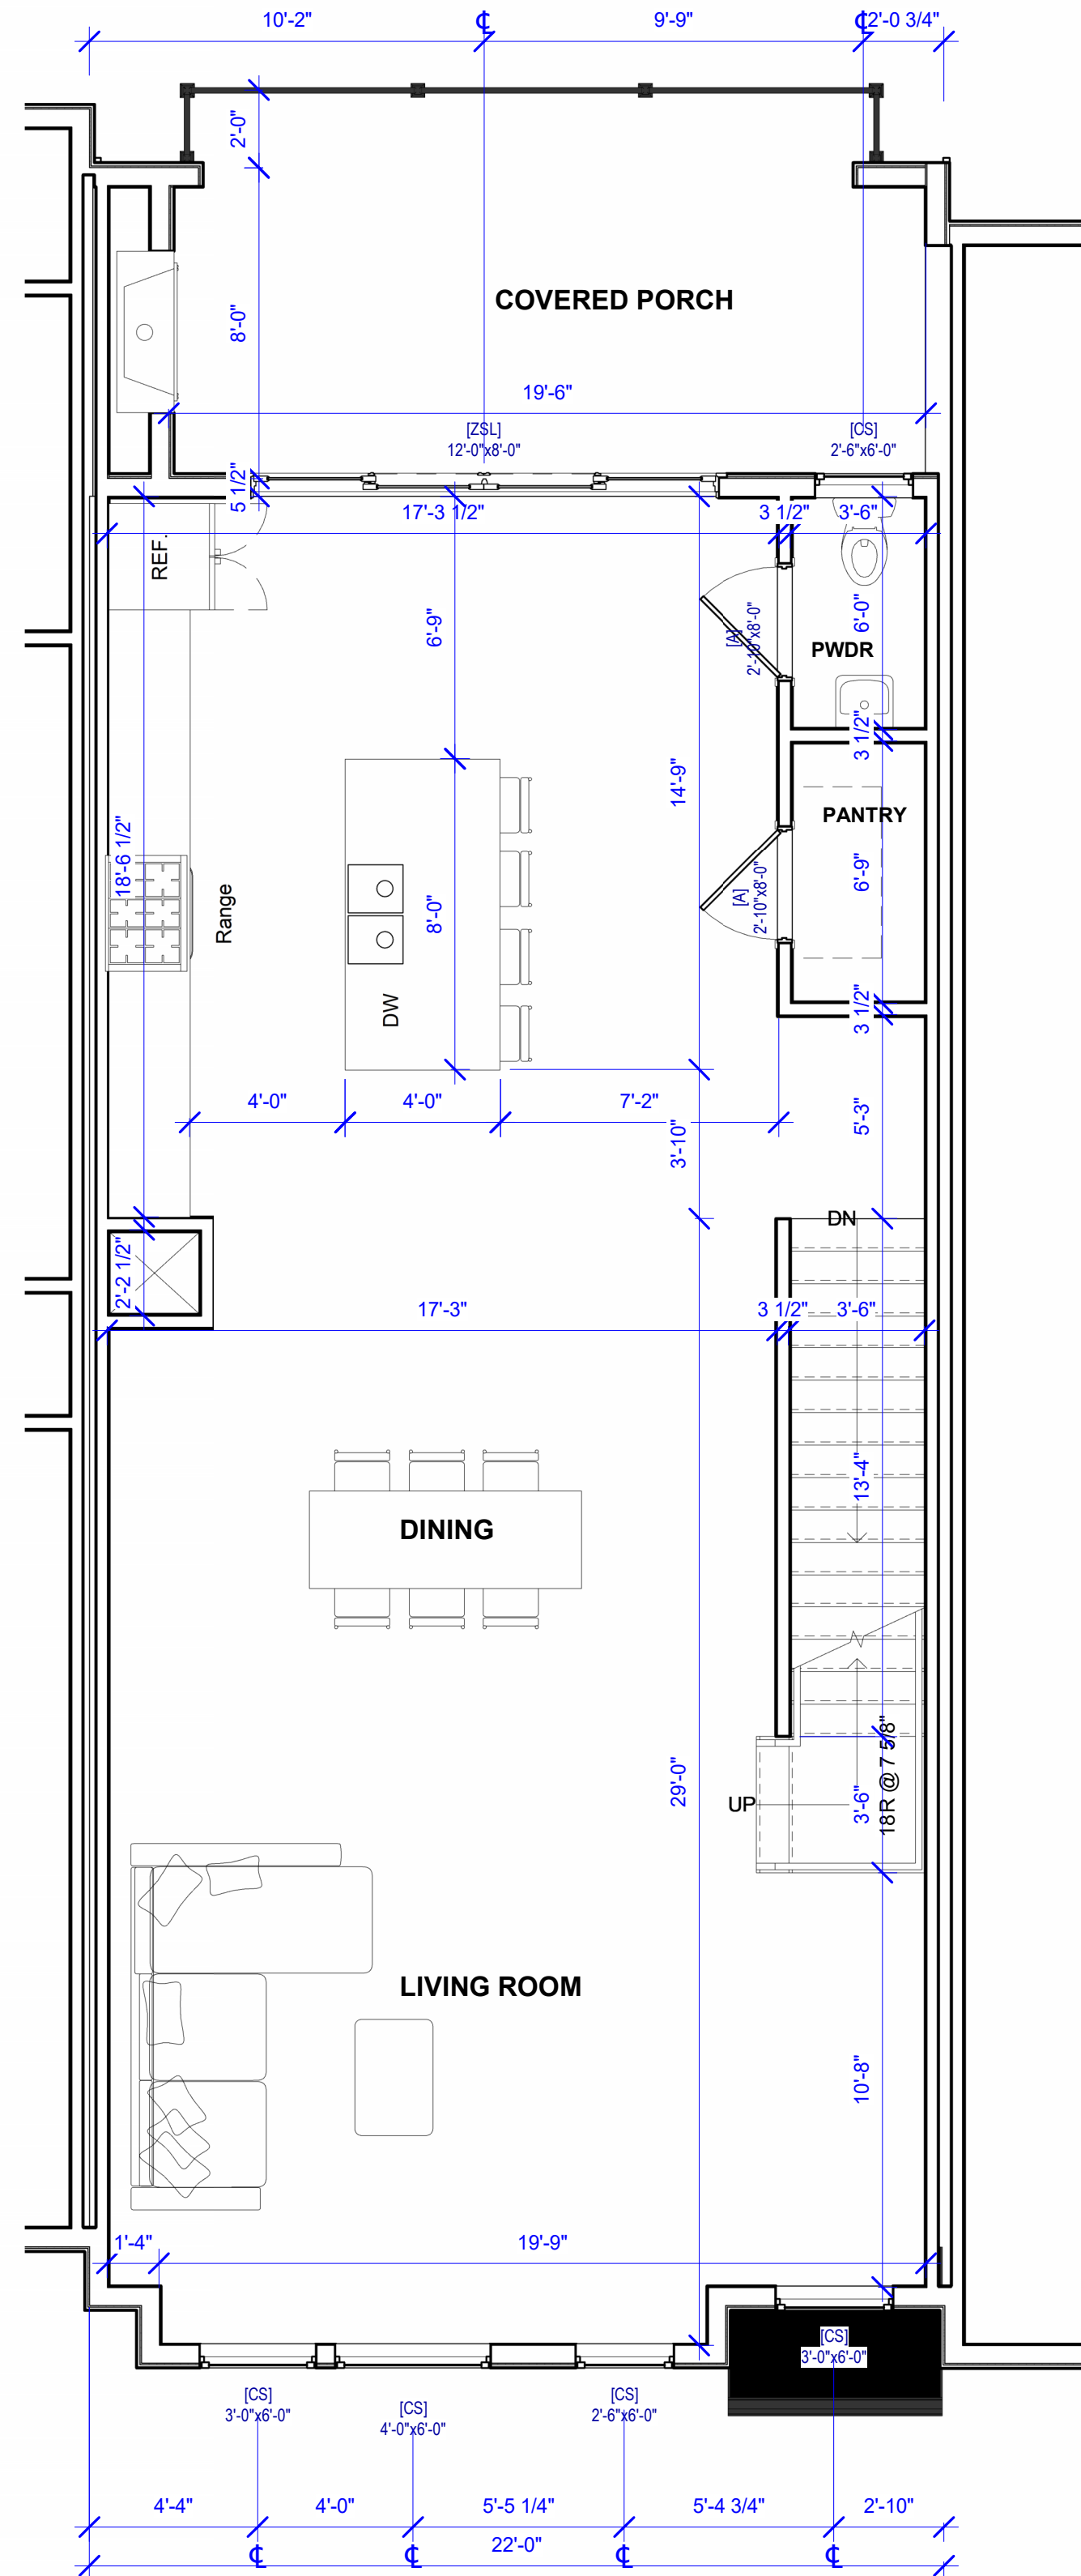 10'-2"
℄
9'-9"
℄
2'-0 3/4"
2'-0"
COVERED PORCH
8'-0"
19'-6"
[ZSL]
12'-0"x8'-0"
[CS]
2'-6"x6'-0"
5 1/2"
17'-3 1/2"
3 1/2"
3'-6"
REF.
6'-9"
[A]
2'-10"x8'-0"
6'-0"
PWDR
3 1/2"
14'-9"
PANTRY
18'-6 1/2"
Range
8'-0"
[A]
2'-10"x8'-0"
6'-9"
DW
3 1/2"
4'-0"
4'-0"
7'-2"
3'-10"
5'-3"
DN
2'-2 1/2"
17'-3"
3 1/2"
3'-6"
13'-4"
DINING
29'-0"
UP
3'-6"
18R @ 7 5/8"
LIVING ROOM
10'-8"
1'-4"
19'-9"
[CS]
3'-0"x6'-0"
[CS]
3'-0"x6'-0"
[CS]
4'-0"x6'-0"
[CS]
2'-6"x6'-0"
4'-4"
4'-0"
5'-5 1/4"
5'-4 3/4"
2'-10"
22'-0"
℄
℄
℄
℄